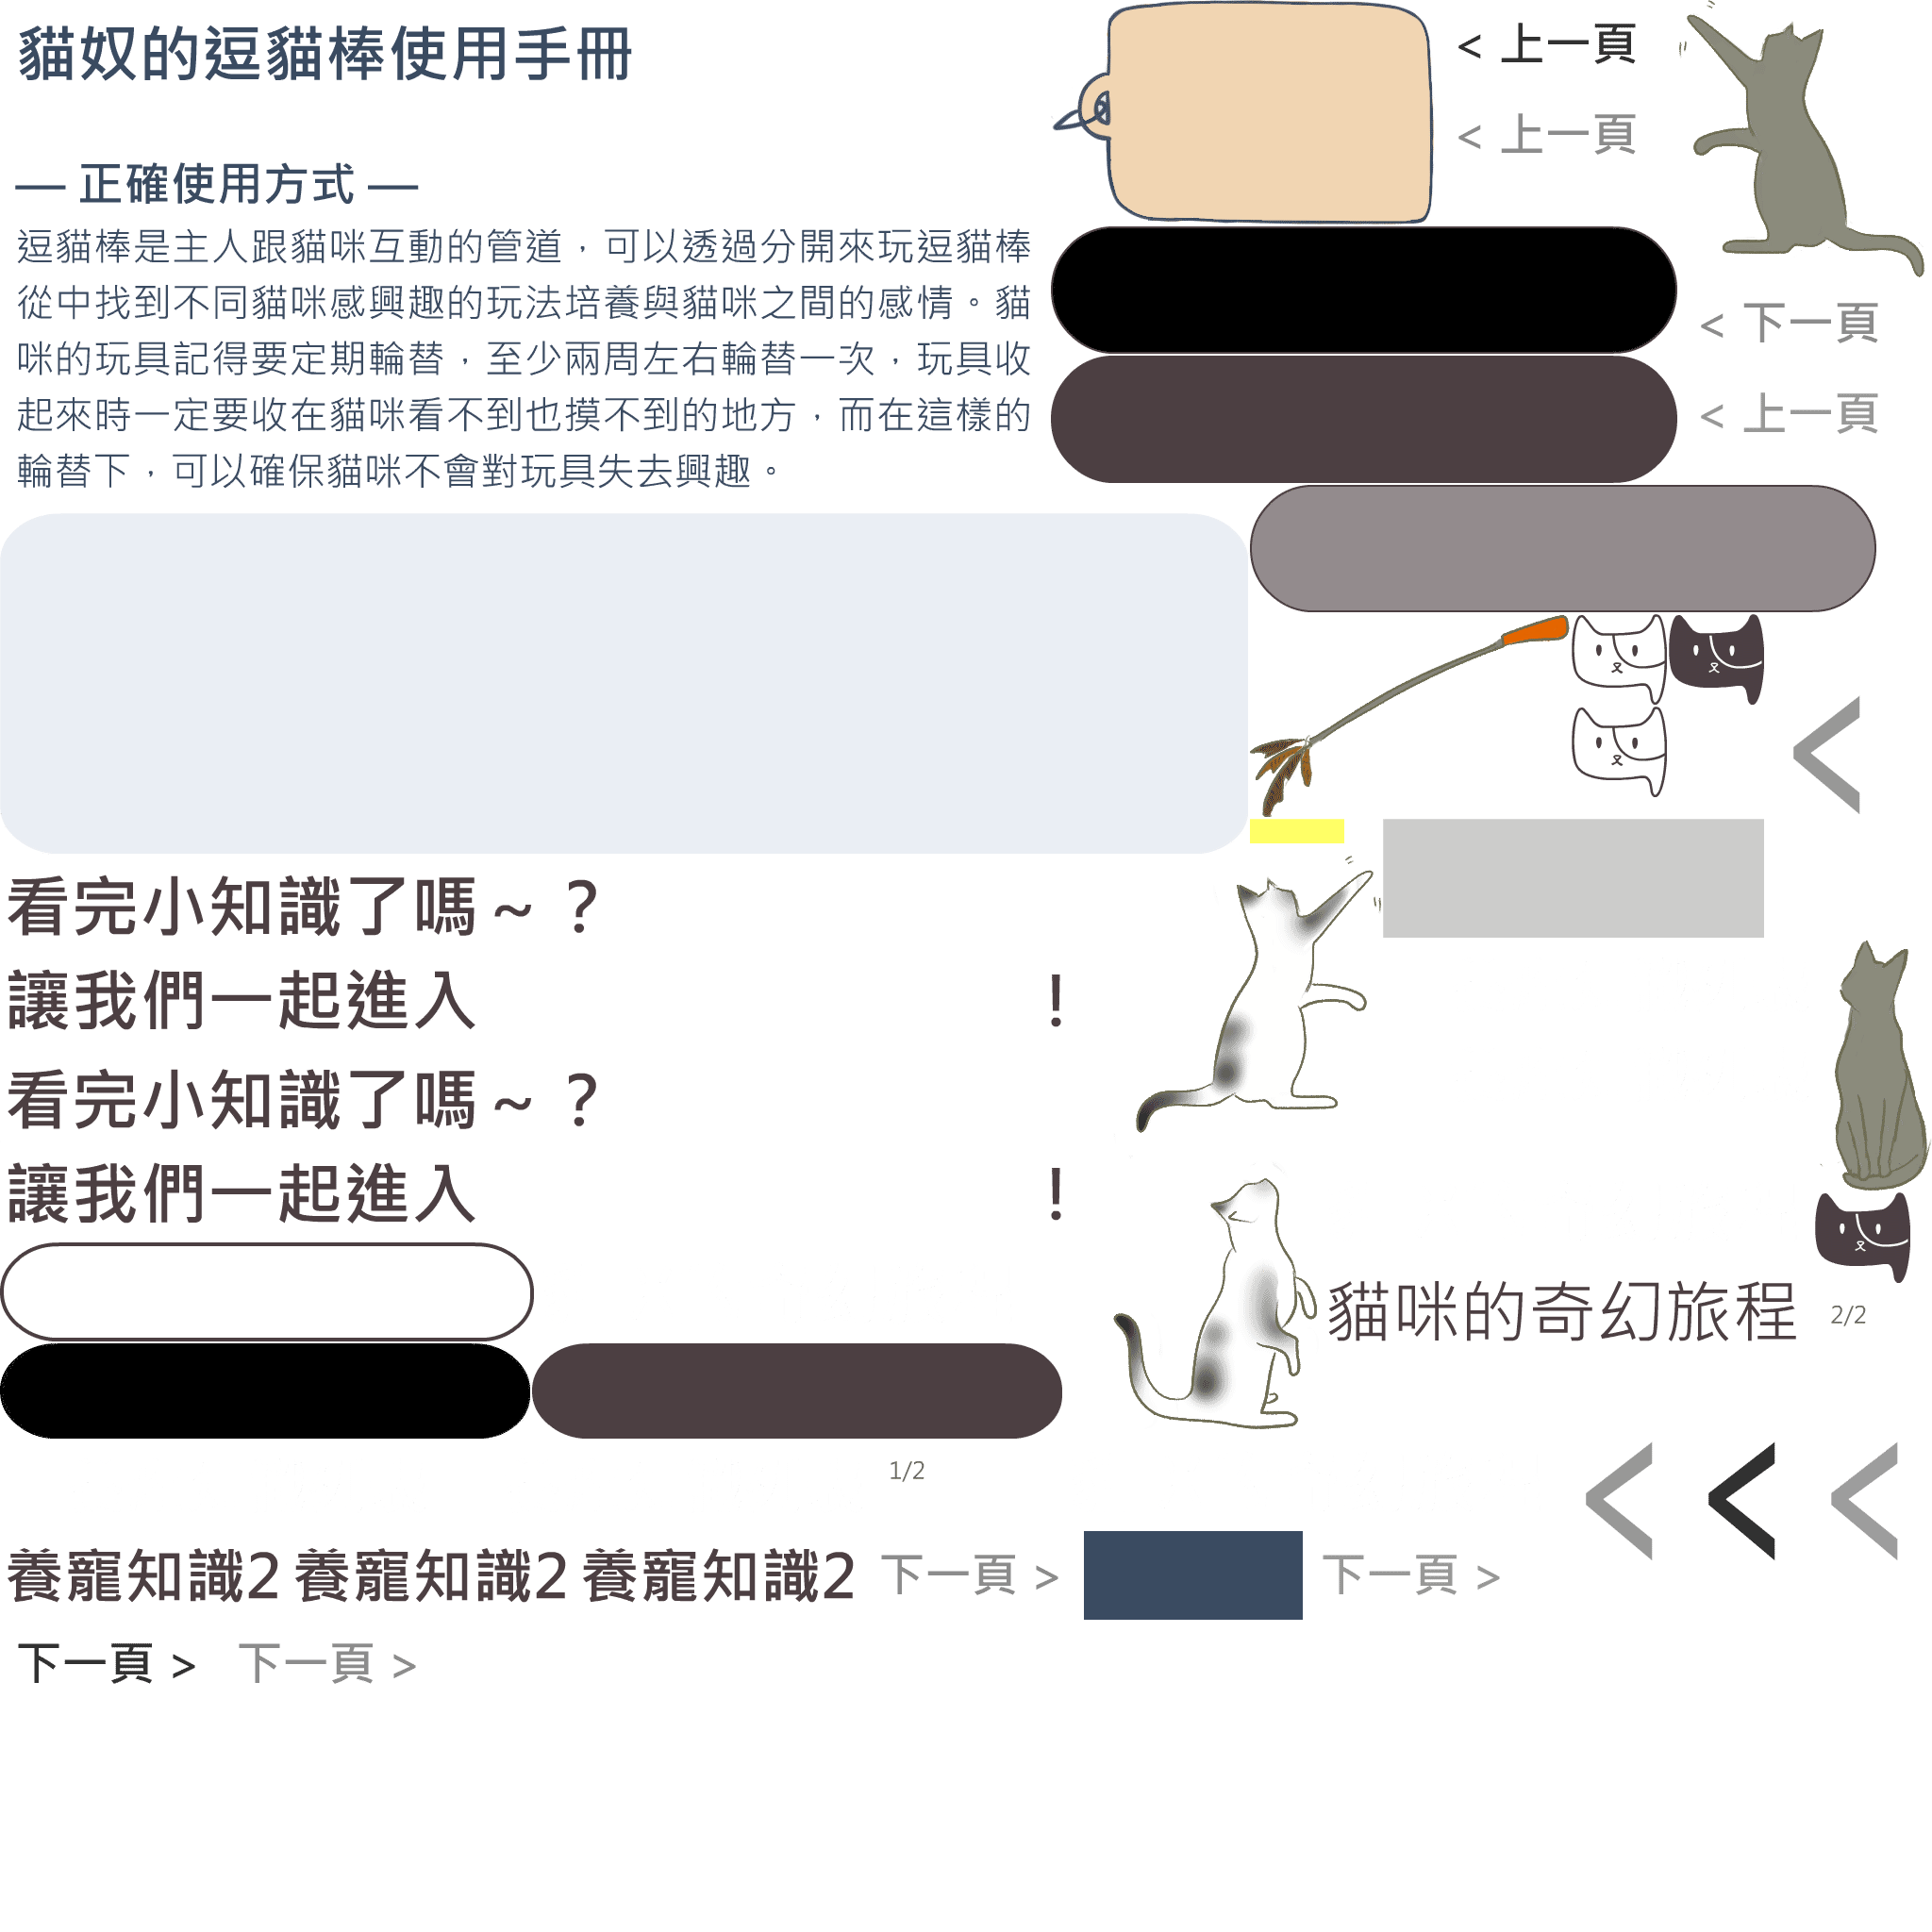 貓奴的逗貓棒使用手冊
< 上一頁
< 上一頁
— 正確使用方式 —
逗貓棒是主人跟貓咪互動的管道，可以透過分開來玩逗貓棒
從中找到不同貓咪感興趣的玩法培養與貓咪之間的感情。貓
咪的玩具記得要定期輪替，至少兩周左右輪替一次，玩具收
起來時一定要收在貓咪看不到也摸不到的地方，而在這樣的
輪替下，可以確保貓咪不會對玩具失去興趣。
< 下一頁
< 上一頁
<
看完小知識了嗎~？
讓我們一起進入 !
看完小知識了嗎~？
讓我們一起進入 !
貓咪的奇幻旅程
2/2
1/2
< < <
養寵知識2 養寵知識2 養寵知識2
下一頁 >
下一頁 >
下一頁 >
下一頁 >